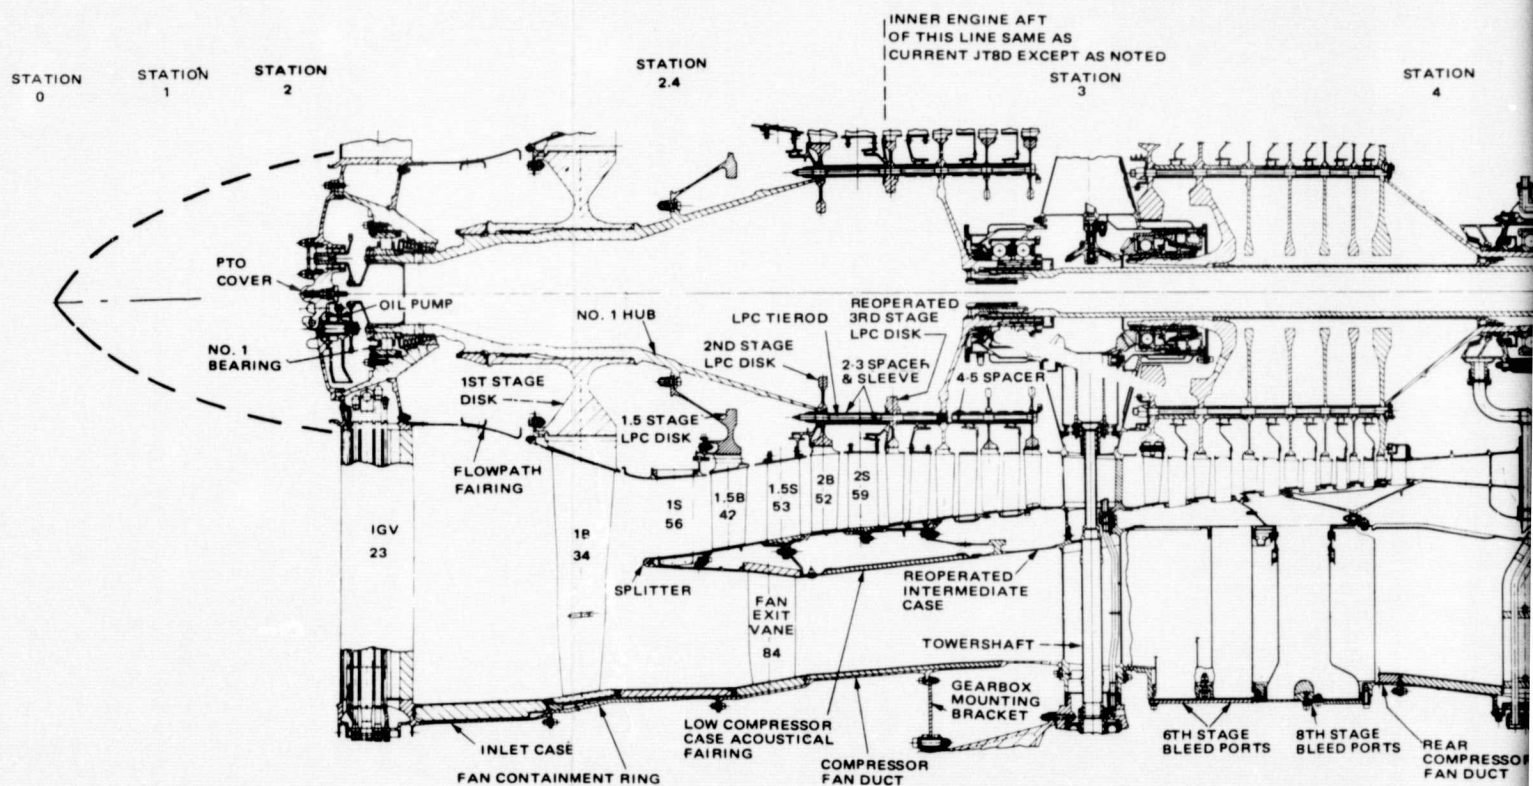 INNER ENGINE AFT
OF THIS LINE SAME AS
CURRENT JT8D EXCEPT AS NOTED
STATION
0
STATION
1
STATION
2
STATION
2.4
STATION
3
STATION
4
PTO
COVER
OIL PUMP
NO. 1
BEARING
NO. 1 HUB
1ST STAGE
DISK
1.5 STAGE
LPC DISK
2ND STAGE
LPC DISK
LPC TIEROD
2-3 SPACER
& SLEEVE
REOPERATED
3RD STAGE
LPC DISK
4-5 SPACER
FLOWPATH
FAIRING
IGV
23
1B
34
1S
56
1.5B
42
1.5S
53
2B
52
2S
59
SPLITTER
FAN
EXIT
VANE
84
REOPERATED
INTERMEDIATE
CASE
TOWERSHAFT
GEARBOX
MOUNTING
BRACKET
INLET CASE
FAN CONTAINMENT RING
LOW COMPRESSOR
CASE ACOUSTICAL
FAIRING
COMPRESSOR
FAN DUCT
6TH STAGE
BLEED PORTS
8TH STAGE
BLEED PORTS
REAR
COMPRESSOR
FAN DUCT